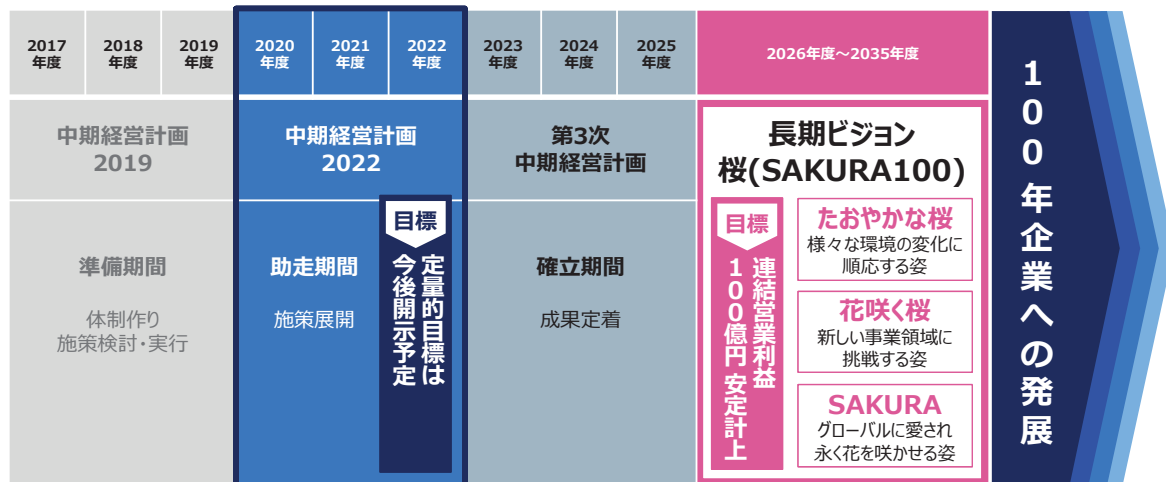 2017
年度
2018
年度
2019
年度
2020
年度
2021
年度
2022
年度
2023
年度
2024
年度
2025
年度
2026年度～2035年度
中期経営計画
2019
中期経営計画
2022
第3次
中期経営計画
長期ビジョン
桜(SAKURA100)
準備期間
体制作り
施策検討・実行
助走期間
施策展開
目標
定量的目標は
今後開示予定
確立期間
成果定着
目標
連結営業利益
100億円 安定計上
たおやかな桜
様々な環境の変化に
順応する姿
花咲く桜
新しい事業領域に
挑戦する姿
SAKURA
グローバルに愛され
永く花を咲かせる姿
100年企業への発展